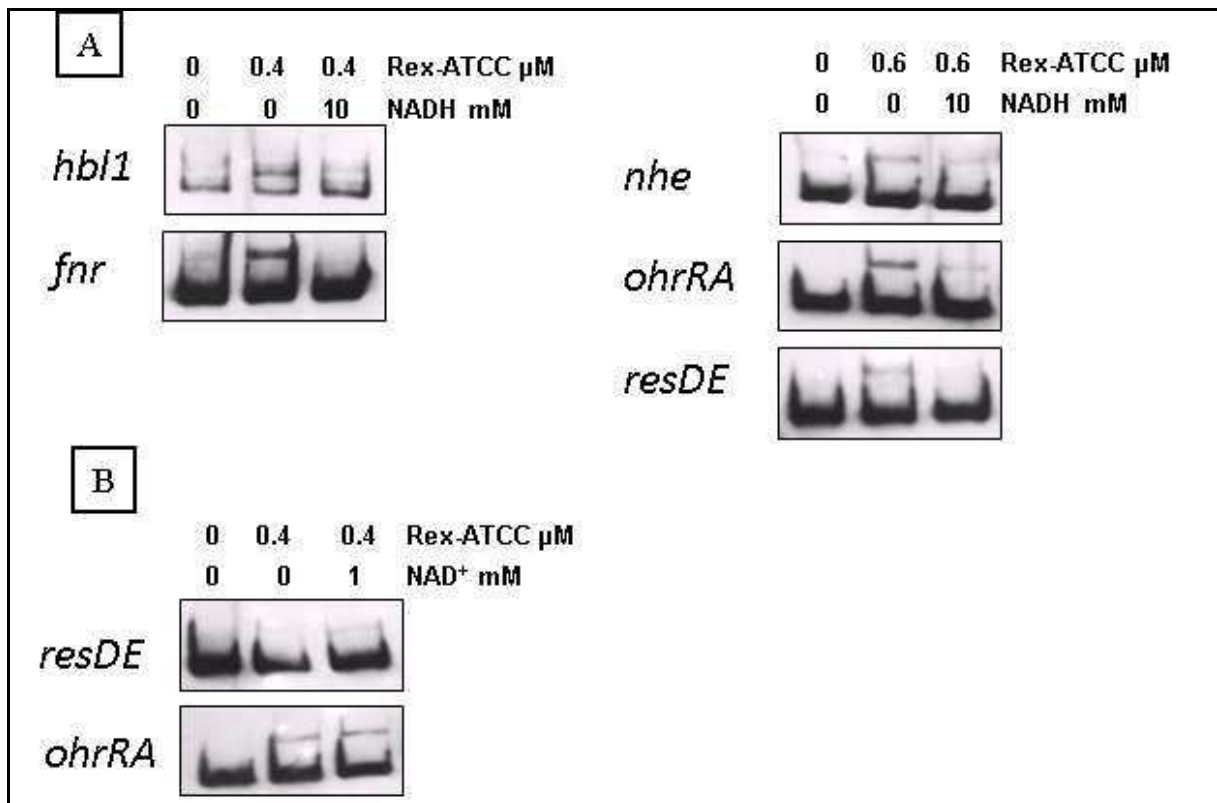 A
0 0.4 0.4 Rex-ATCC µM
0 0 10 NADH mM
hbl1
fnr
0 0.6 0.6 Rex-ATCC µM
0 0 10 NADH mM
nhe
ohrRA
resDE
B
0 0.4 0.4 Rex-ATCC µM
0 0 1 NAD⁺ mM
resDE
ohrRA